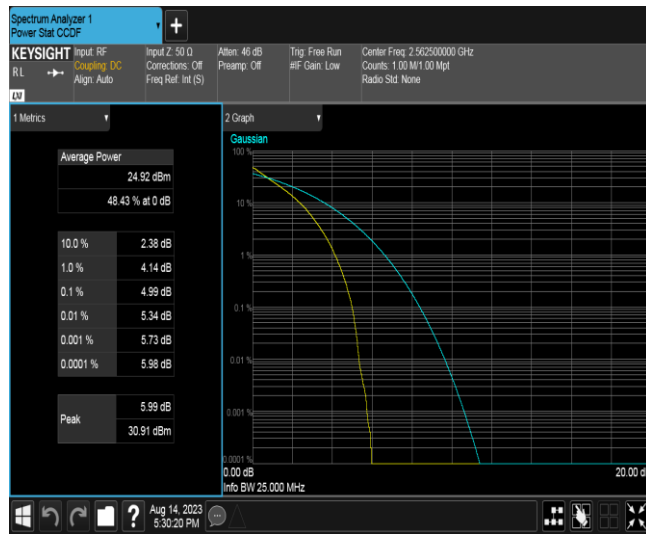 Spectrum Analyzer 1
Power Stat CCDF
+
KEYSIGHT
RL
LXI
Input: RF
Coupling: DC
Align: Auto
Input Z: 50 Ω
Corrections: Off
Freq Ref: Int (S)
Atten: 46 dB
Preamp: Off
Trig: Free Run
#IF Gain: Low
Center Freq: 2.562500000 GHz
Counts: 1.00 M/1.00 Mpt
Radio Std: None
1 Metrics
Average Power
24.92 dBm
48.43 % at 0 dB
10.0 % 2.38 dB
1.0 % 4.14 dB
0.1 % 4.99 dB
0.01 % 5.34 dB
0.001 % 5.73 dB
0.0001 % 5.98 dB
Peak
5.99 dB
30.91 dBm
2 Graph
Gaussian
100 %
10 %
1 %
0.1 %
0.01 %
0.001 %
0.0001 %
0.00 dB
20.00 d
Info BW 25.000 MHz
?
Aug 14, 2023
5:30:20 PM